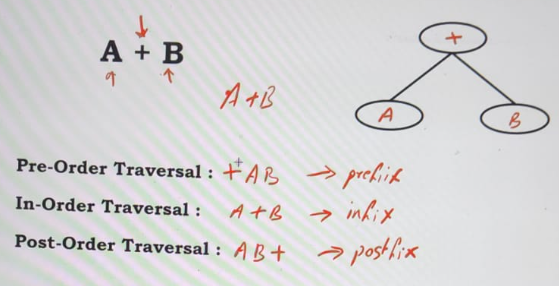 A + B
A+B
+
A
B
Pre-Order Traversal : +AB → prefix
In-Order Traversal : A+B → infix
Post-Order Traversal : AB+ → postfix